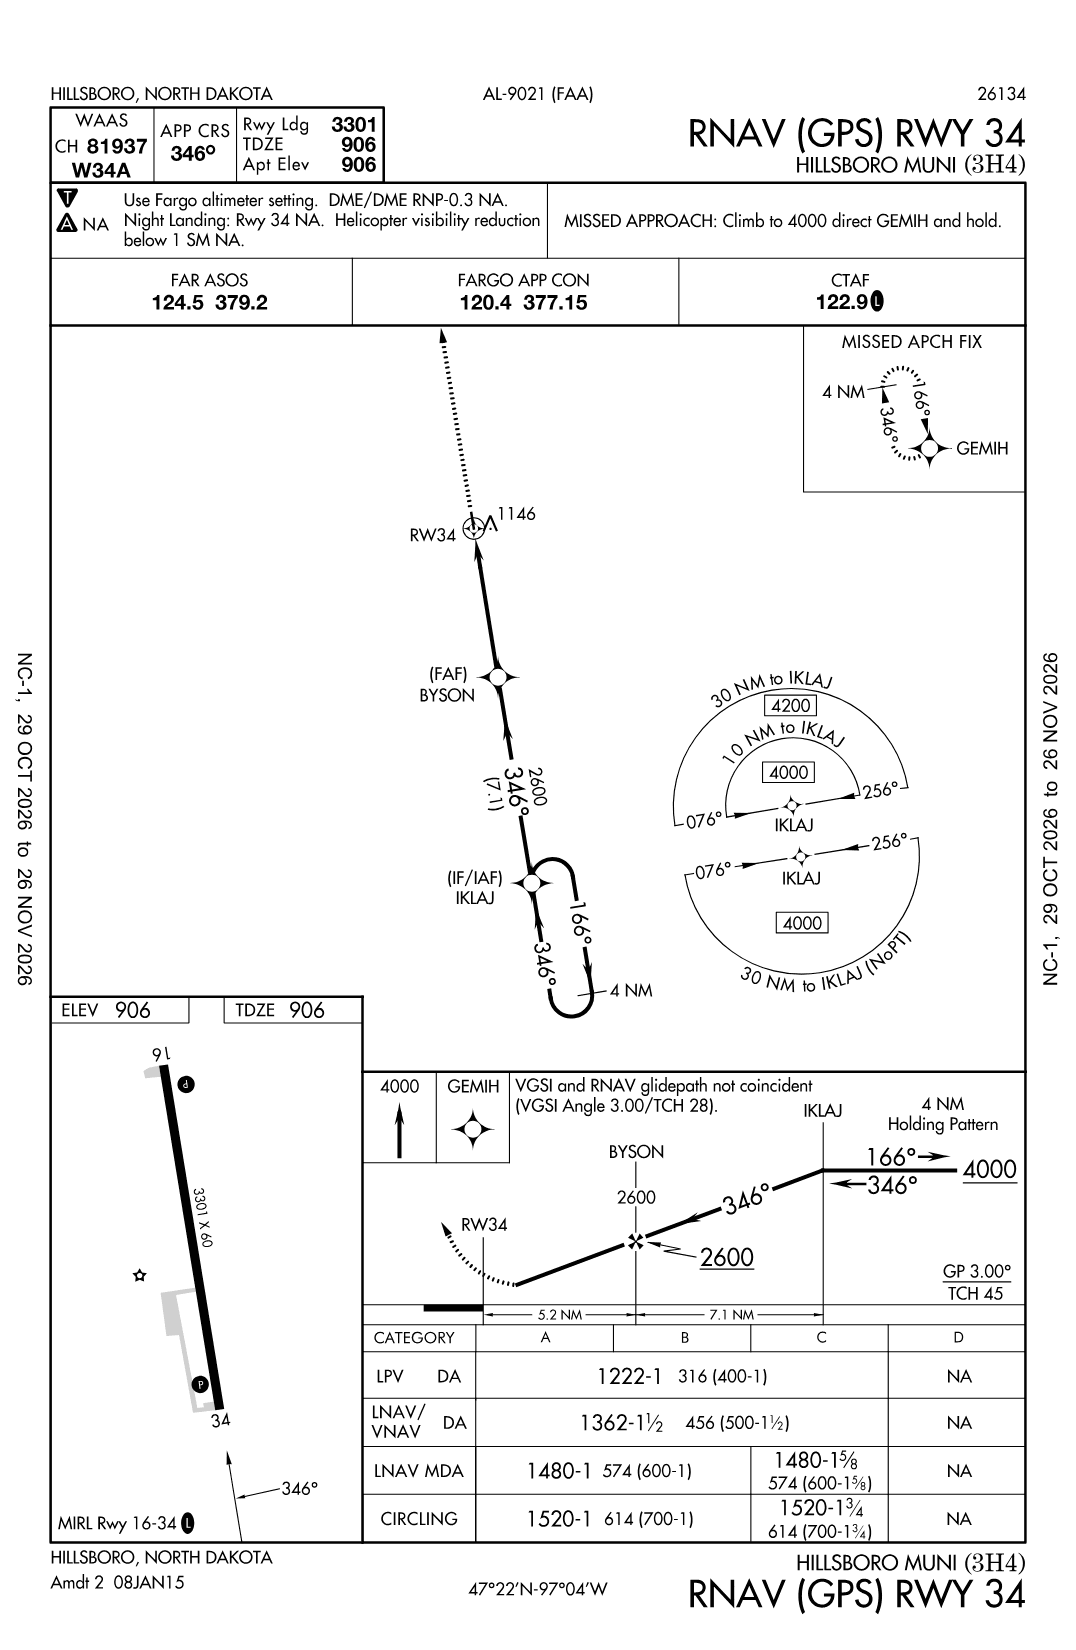 HILLSBORO, NORTH DAKOTA
AL-9021 (FAA)
26134
WAAS
CH 81937
W34A
APP CRS
346°
Rwy Ldg 3301
TDZE 906
Apt Elev 906
RNAV (GPS) RWY 34
HILLSBORO MUNI (3H4)
T
A NA
Use Fargo altimeter setting. DME/DME RNP-0.3 NA.
Night Landing: Rwy 34 NA. Helicopter visibility reduction
below 1 SM NA.
MISSED APPROACH: Climb to 4000 direct GEMIH and hold.
FAR ASOS
124.5 379.2
FARGO APP CON
120.4 377.15
CTAF
122.9 L
MISSED APCH FIX
4 NM
166°
346°
GEMIH
1146
RW34
(FAF)
BYSON
2600
346°
(7.1)
(IF/IAF)
IKLAJ
166°
346°
4 NM
30 NM to IKLAJ
4200
10 NM to IKLAJ
4000
256°
076°
IKLAJ
256°
076°
IKLAJ
4000
30 NM to IKLAJ (NoPT)
NC-1, 29 OCT 2026 to 26 NOV 2026
NC-1, 29 OCT 2026 to 26 NOV 2026
ELEV 906
TDZE 906
16
P
3301 X 60
P
34
346°
MIRL Rwy 16-34 L
4000
GEMIH
VGSI and RNAV glidepath not coincident
(VGSI Angle 3.00/TCH 28).
IKLAJ
4 NM
Holding Pattern
BYSON
166°
4000
346°
2600
346°
RW34
2600
GP 3.00°
TCH 45
5.2 NM
7.1 NM
CATEGORY A B C D
LPV DA 1222-1 316 (400-1) NA
LNAV/
VNAV DA 1362-1½ 456 (500-1½) NA
LNAV MDA 1480-1 574 (600-1) 1480-1⅝
574 (600-1⅝) NA
CIRCLING 1520-1 614 (700-1) 1520-1¾
614 (700-1¾) NA
HILLSBORO, NORTH DAKOTA
Amdt 2 08JAN15
47°22'N-97°04'W
HILLSBORO MUNI (3H4)
RNAV (GPS) RWY 34